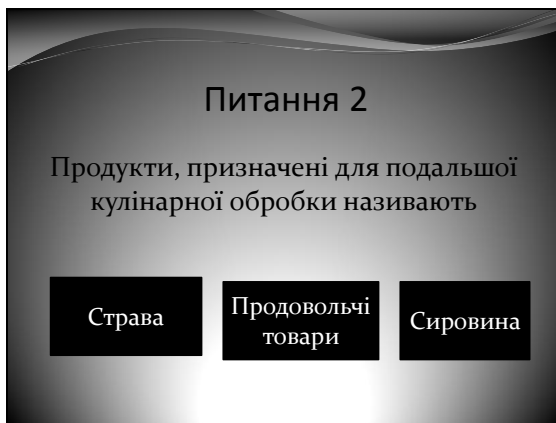 Питання 2
Продукти, призначені для подальшої
кулінарної обробки називають
Страва
Продовольчі
товари
Сировина